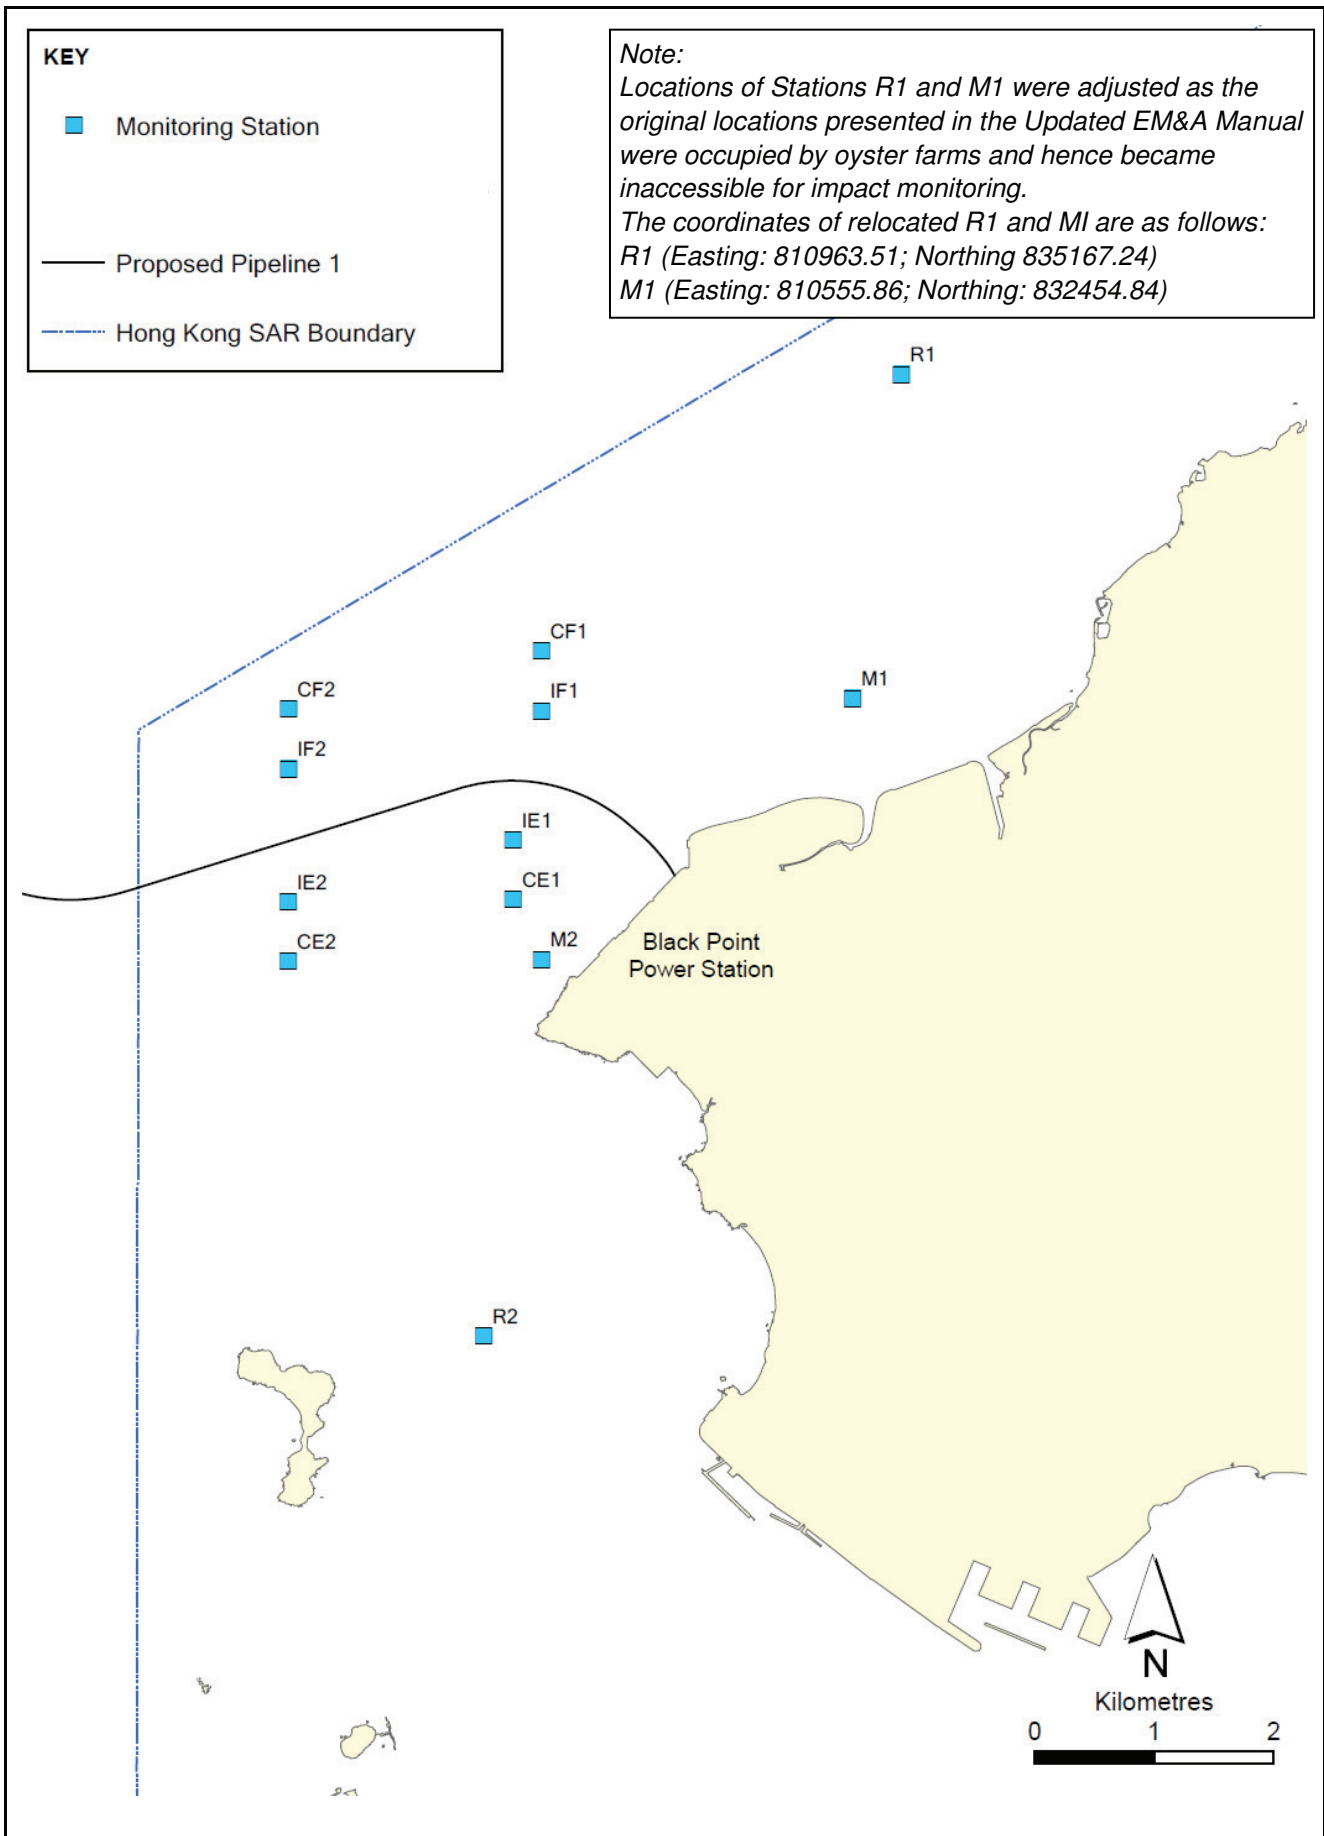 KEY
Monitoring Station
Proposed Pipeline 1
Hong Kong SAR Boundary
Note:
Locations of Stations R1 and M1 were adjusted as the
original locations presented in the Updated EM&A Manual
were occupied by oyster farms and hence became
inaccessible for impact monitoring.
The coordinates of relocated R1 and MI are as follows:
R1 (Easting: 810963.51; Northing 835167.24)
M1 (Easting: 810555.86; Northing: 832454.84)
R1
CF1
CF2
IF1
M1
IF2
IE1
IE2
CE1
CE2
M2
Black Point
Power Station
R2
N
Kilometres
0 1 2